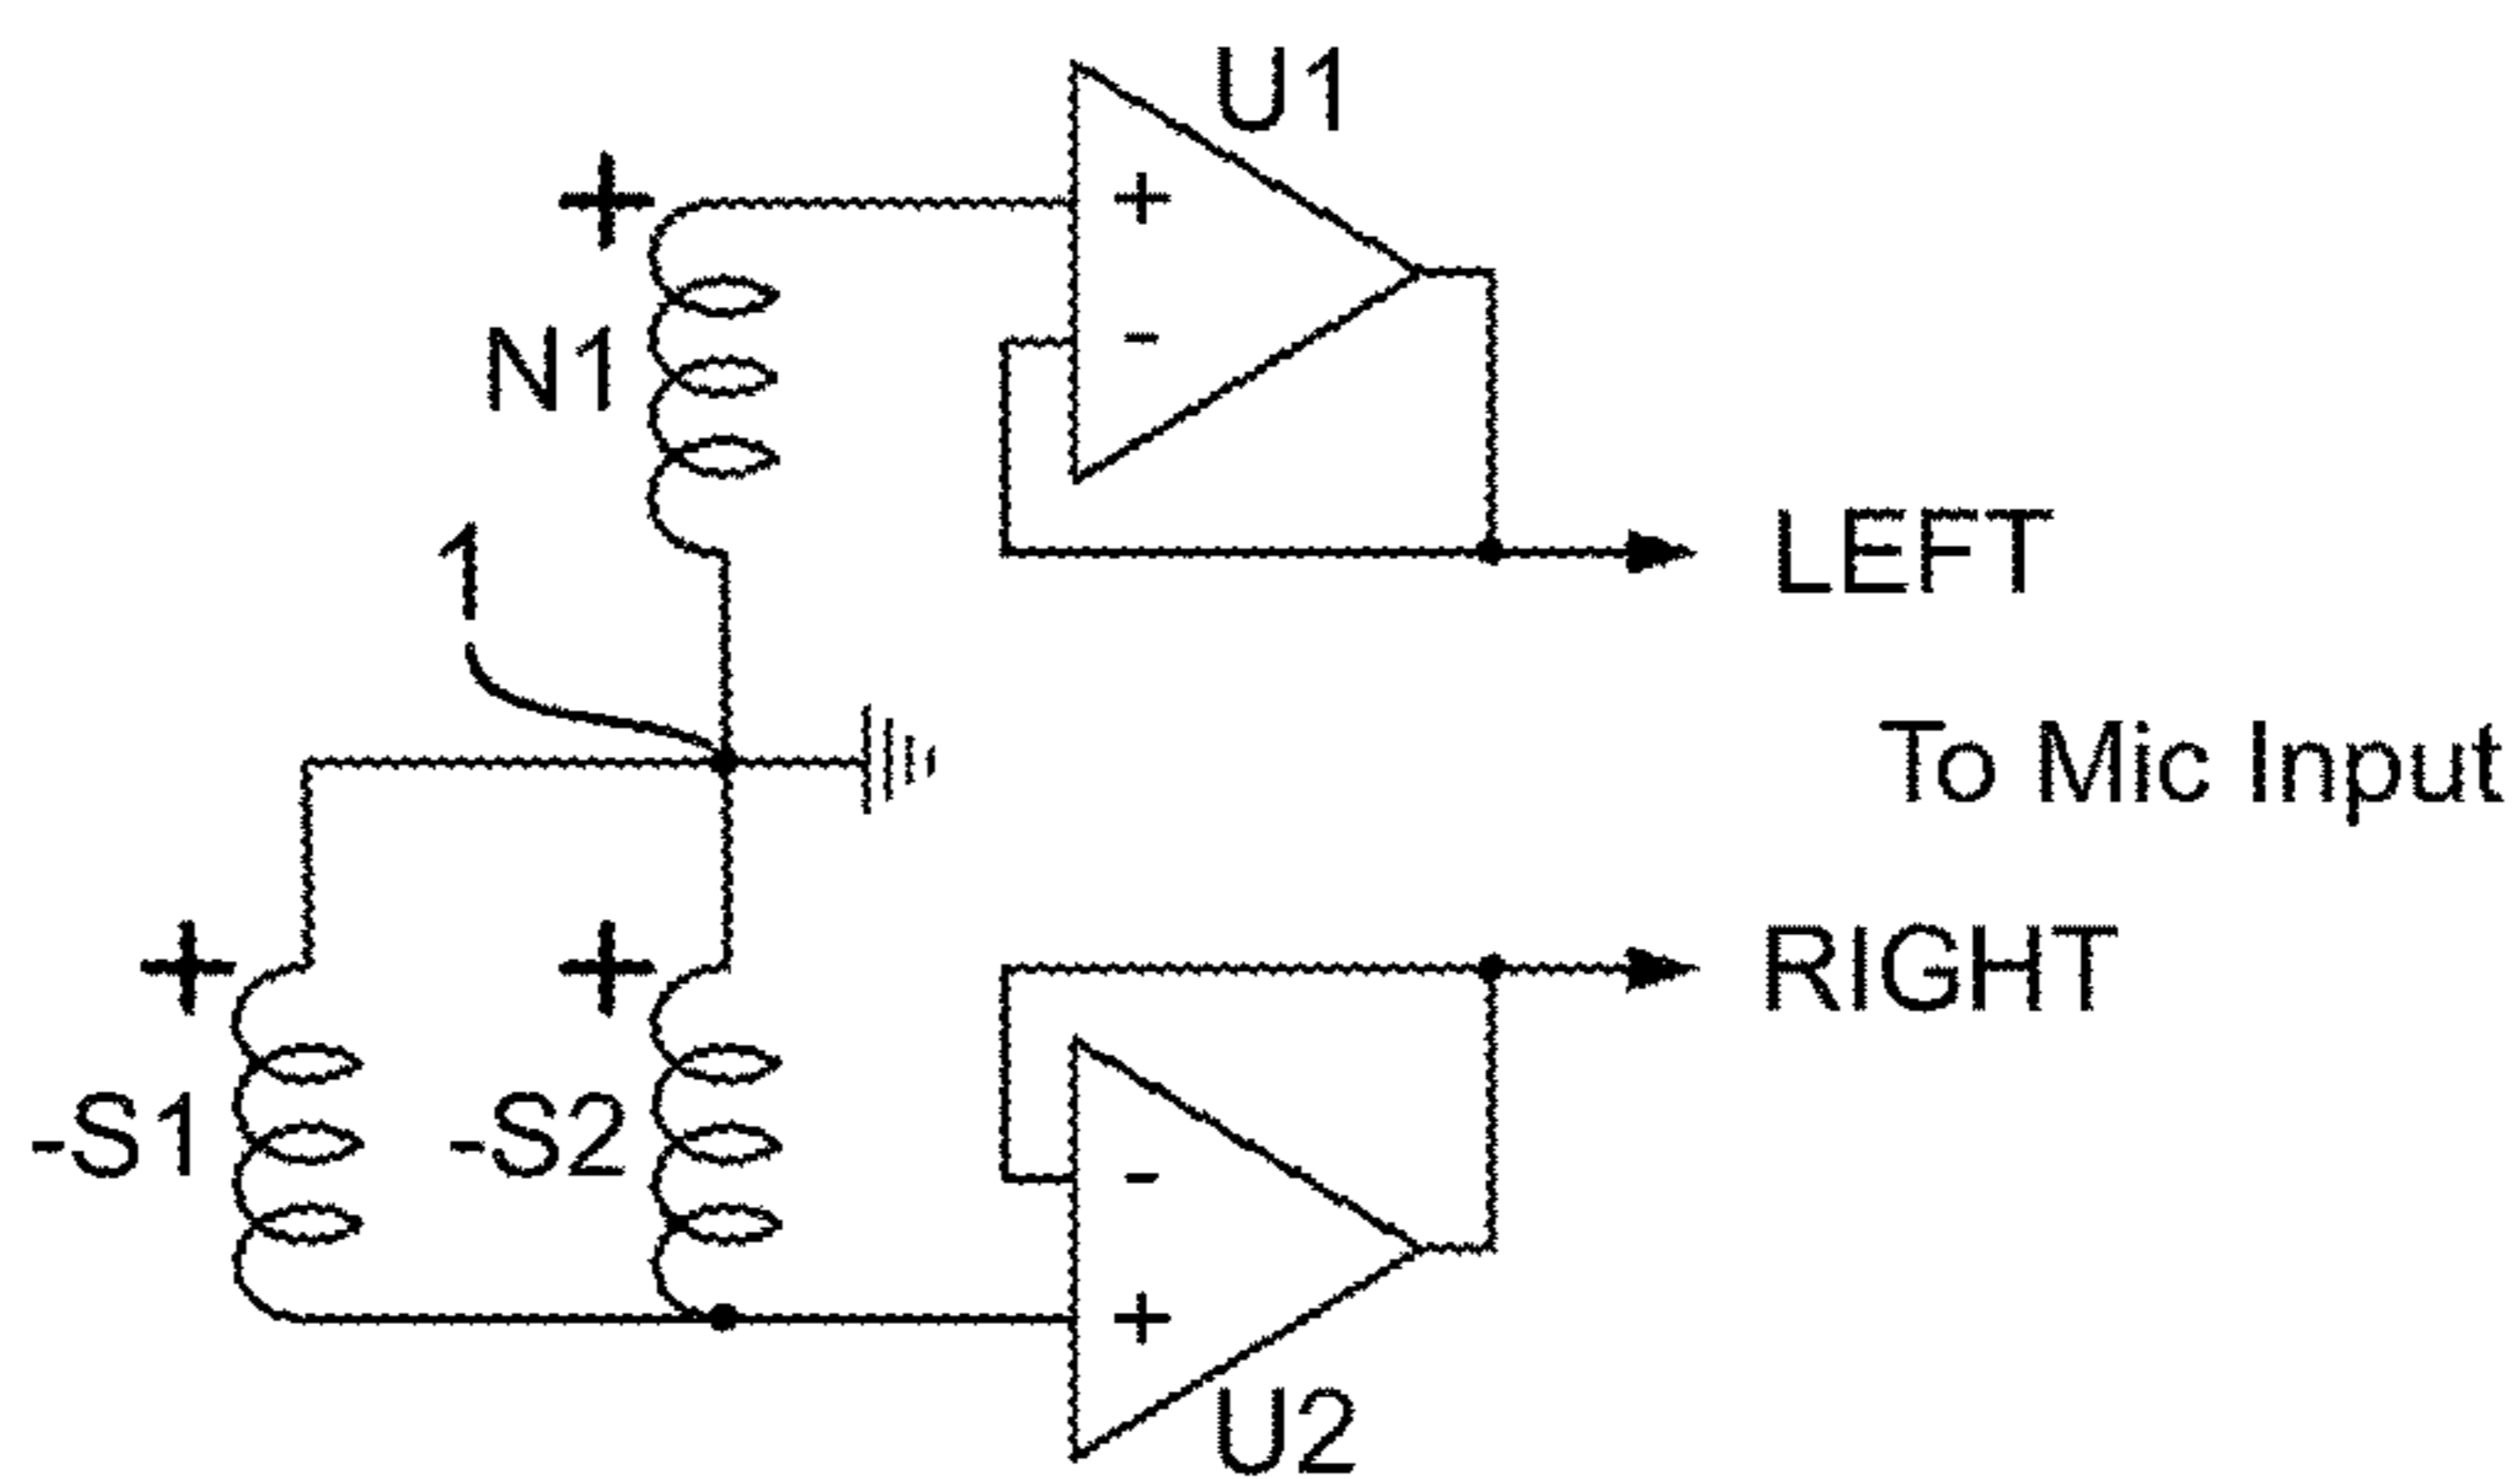 U1
+
+
N1
-
1
LEFT
To Mic Input
+
+
RIGHT
-S1
-S2
-
+
U2